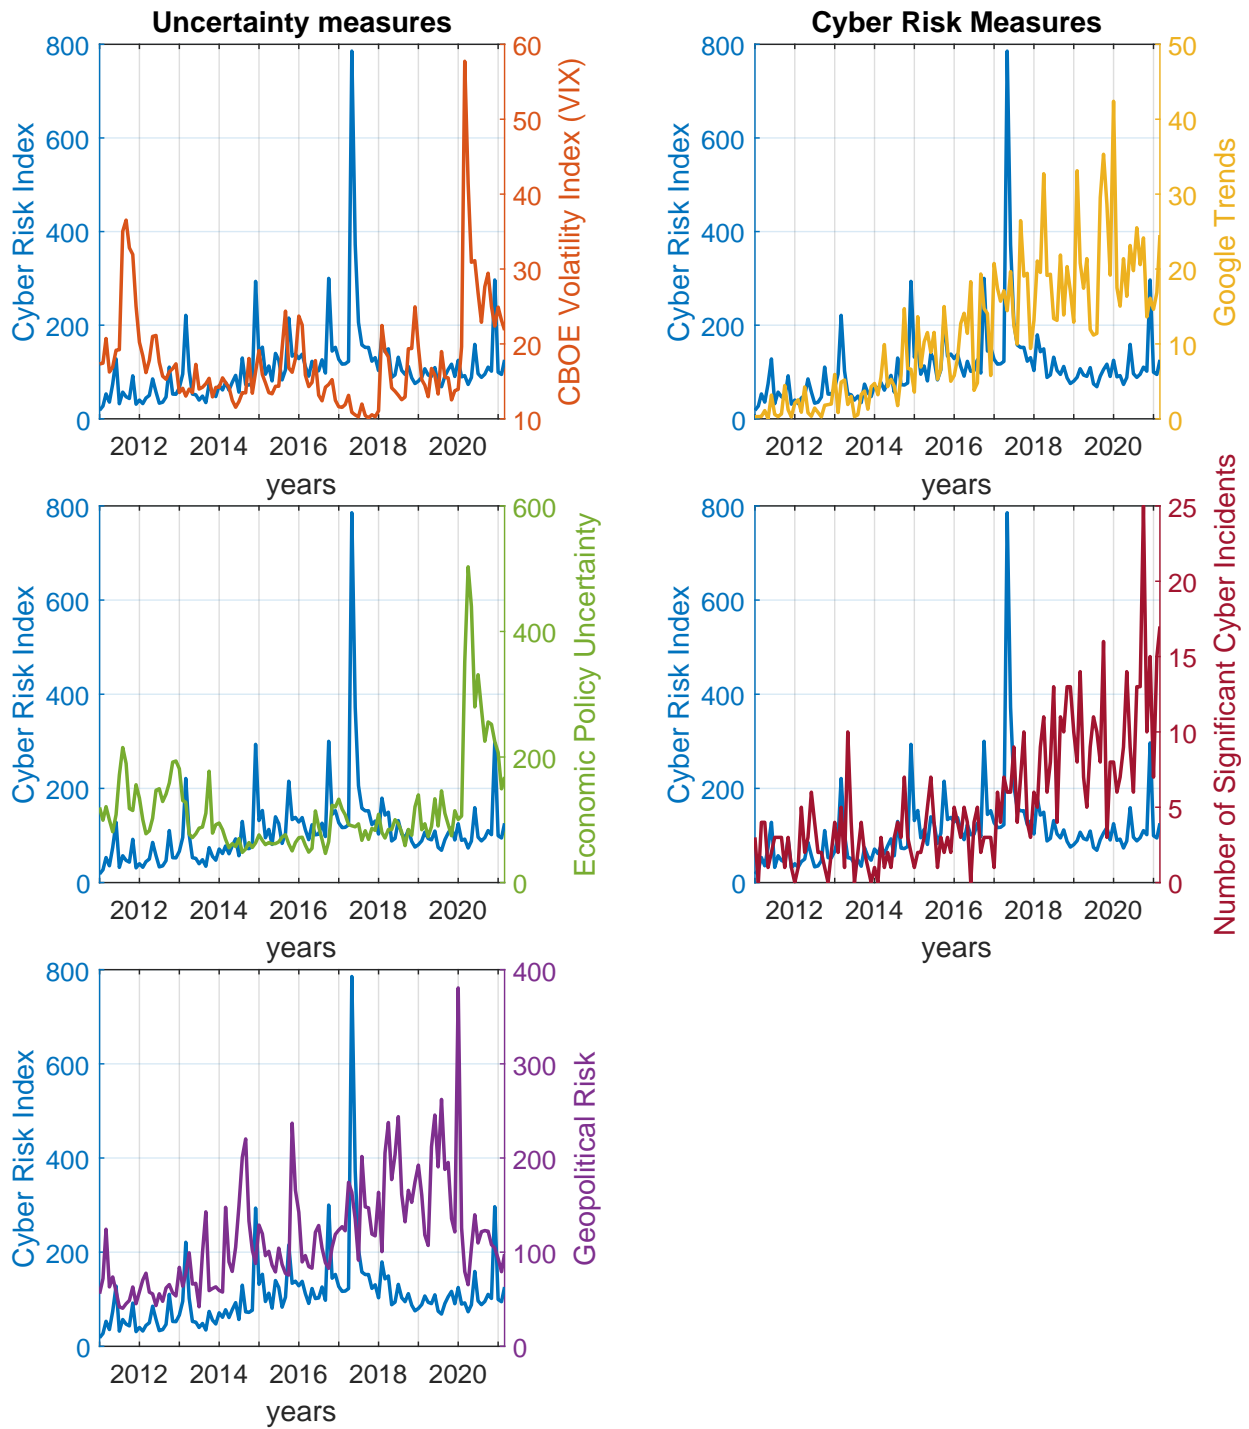 Uncertainty measures
800
600
400
200
0
Cyber Risk Index
60
50
40
30
20
10
CBOE Volatility Index (VIX)
2012 2014 2016 2018 2020
years
Cyber Risk Measures
800
600
400
200
0
Cyber Risk Index
50
40
30
20
10
0
Google Trends
2012 2014 2016 2018 2020
years
800
600
400
200
0
Cyber Risk Index
600
400
200
0
Economic Policy Uncertainty
2012 2014 2016 2018 2020
years
800
600
400
200
0
Cyber Risk Index
25
20
15
10
5
0
Number of Significant Cyber Incidents
2012 2014 2016 2018 2020
years
800
600
400
200
0
Cyber Risk Index
400
300
200
100
0
Geopolitical Risk
2012 2014 2016 2018 2020
years